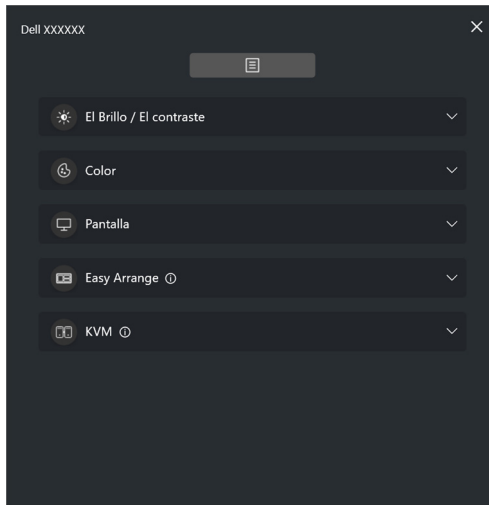 Dell XXXXXX
El Brillo / El contraste
Color
Pantalla
Easy Arrange
KVM